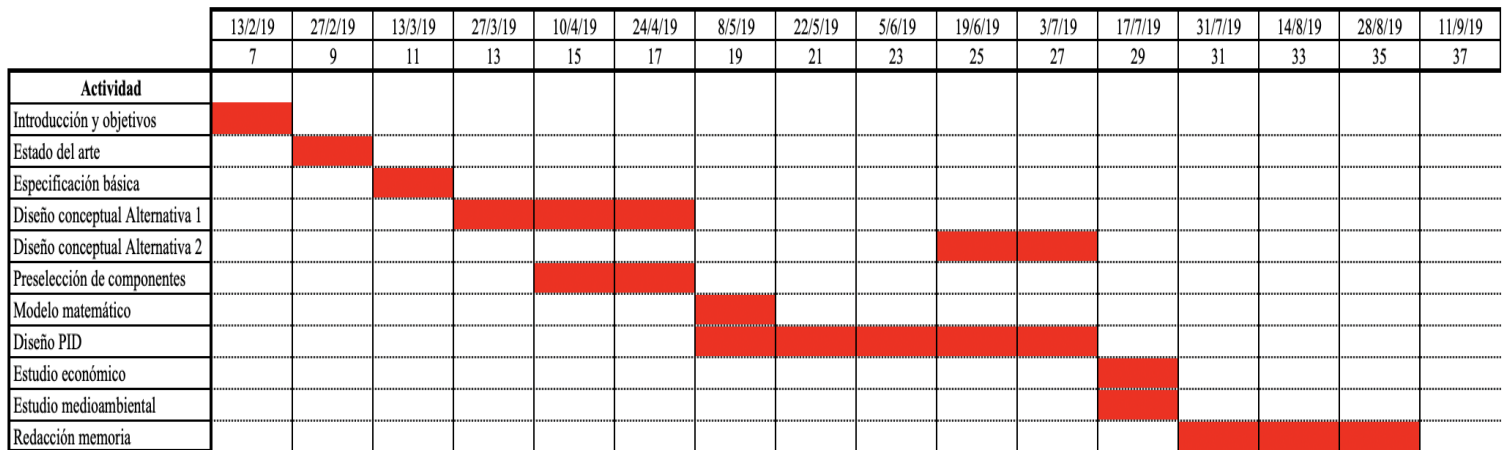 13/2/19 27/2/19 13/3/19 27/3/19 10/4/19 24/4/19 8/5/19 22/5/19 5/6/19 19/6/19 3/7/19 17/7/19 31/7/19 14/8/19 28/8/19 11/9/19
7 9 11 13 15 17 19 21 23 25 27 29 31 33 35 37
Actividad
Introducción y objetivos
Estado del arte
Especificación básica
Diseño conceptual Alternativa 1
Diseño conceptual Alternativa 2
Preselección de componentes
Modelo matemático
Diseño PID
Estudio económico
Estudio medioambiental
Redacción memoria